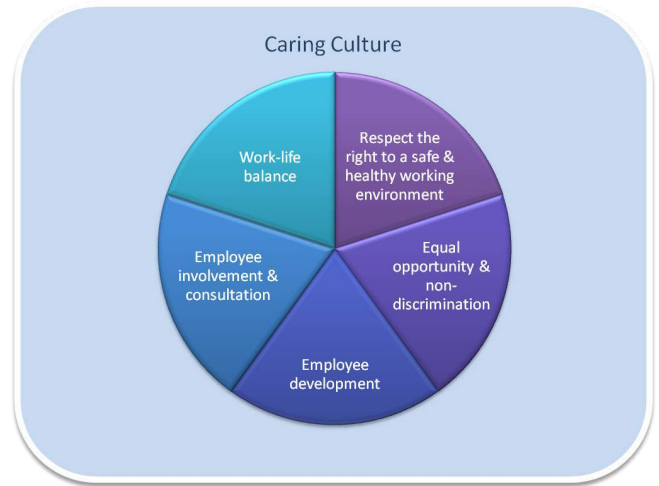 Caring Culture
Work-life
balance
Respect the
right to a safe &
healthy working
environment
Employee
involvement &
consultation
Equal
opportunity &
non-
discrimination
Employee
development